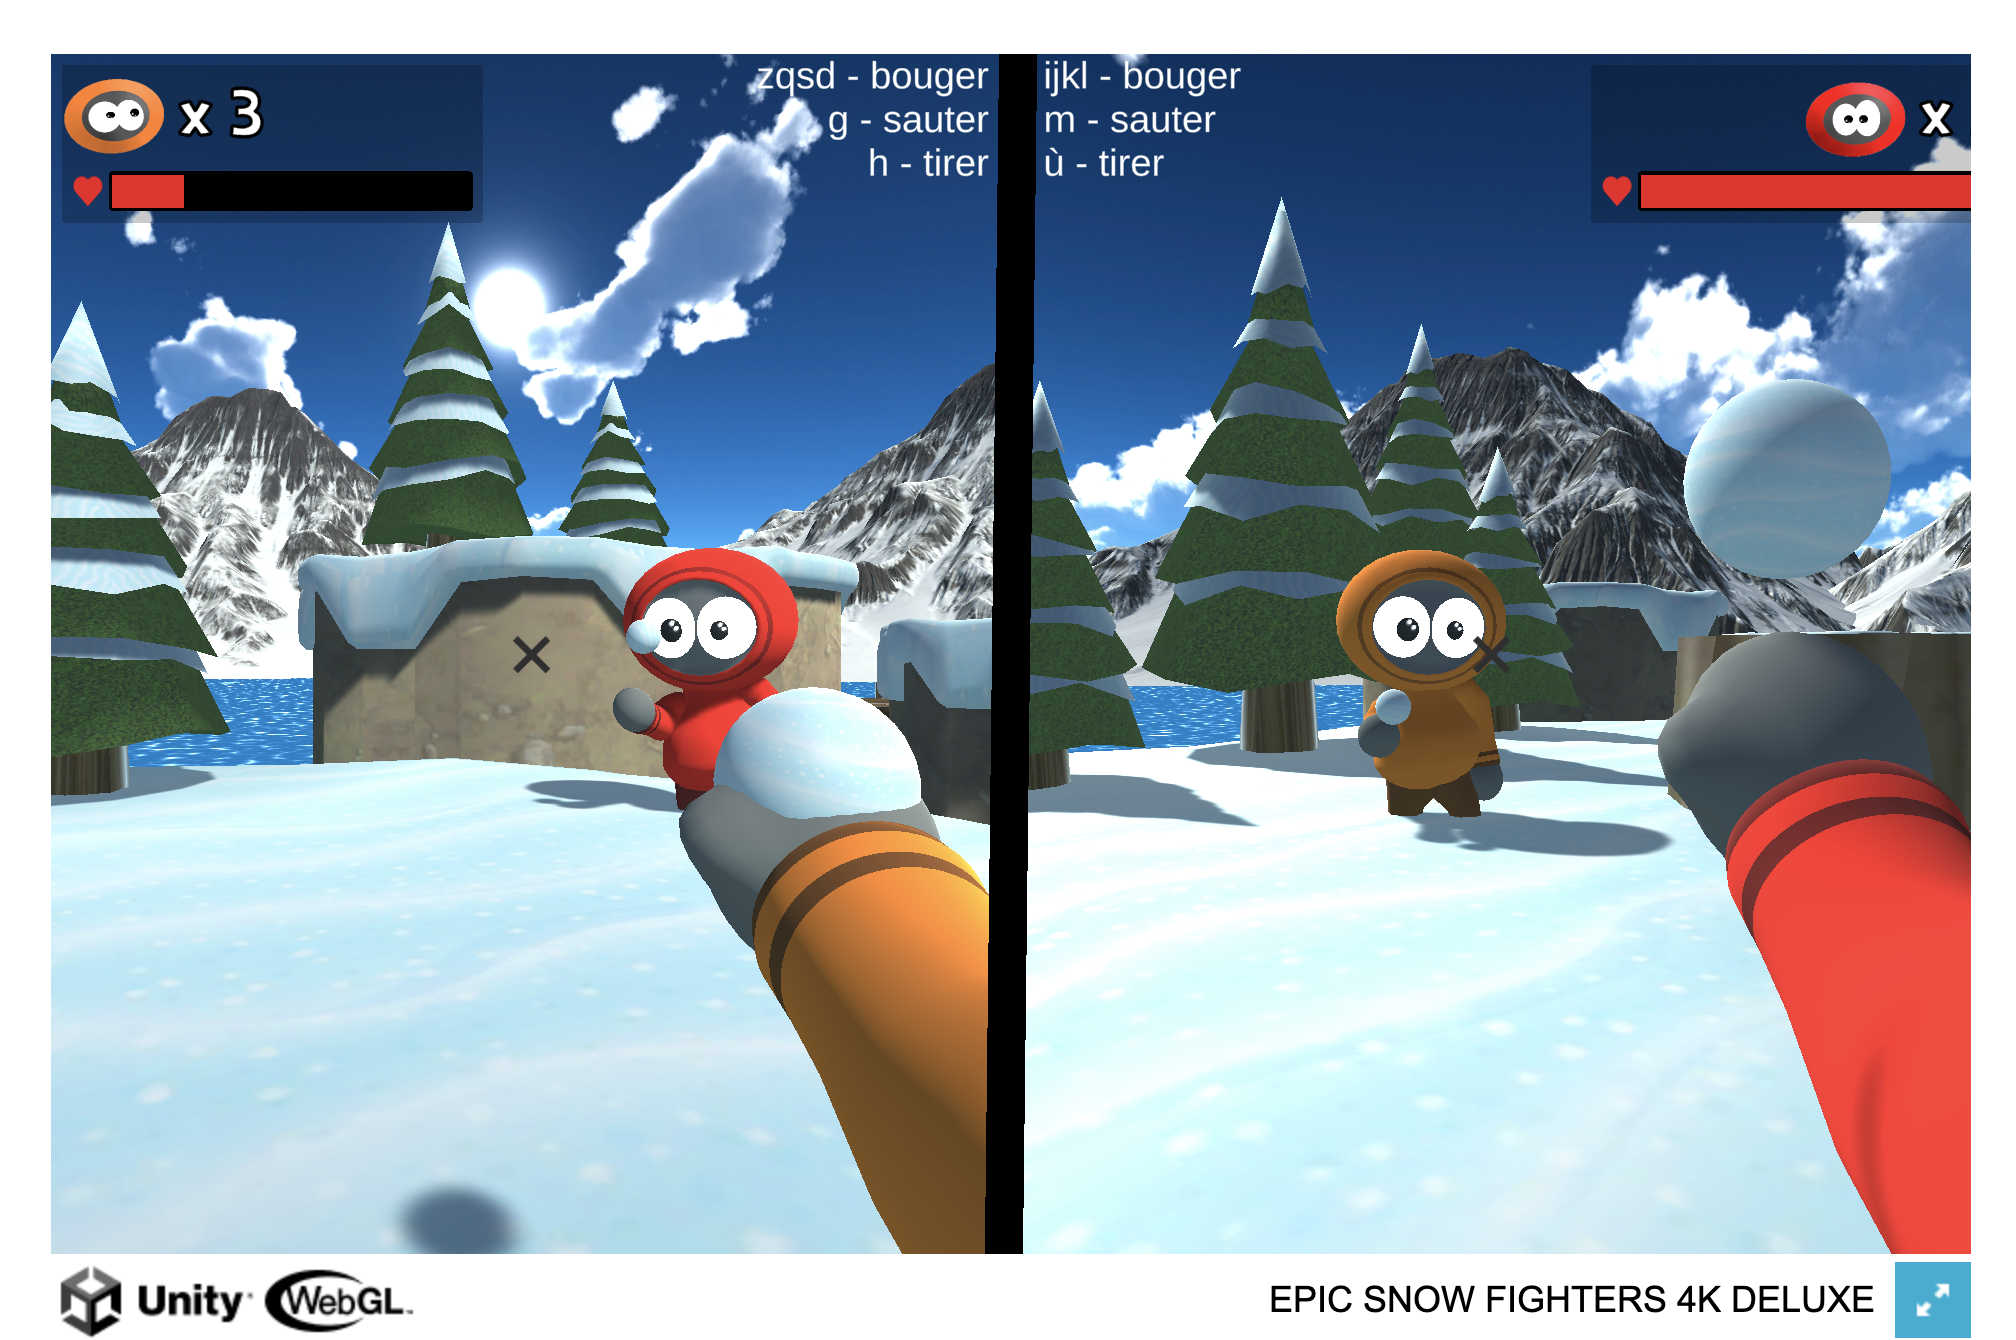 x 3
zqsd - bouger
g - sauter
h - tirer
ijkl - bouger
m - sauter
ù - tirer
x
Unity
WebGL
EPIC SNOW FIGHTERS 4K DELUXE